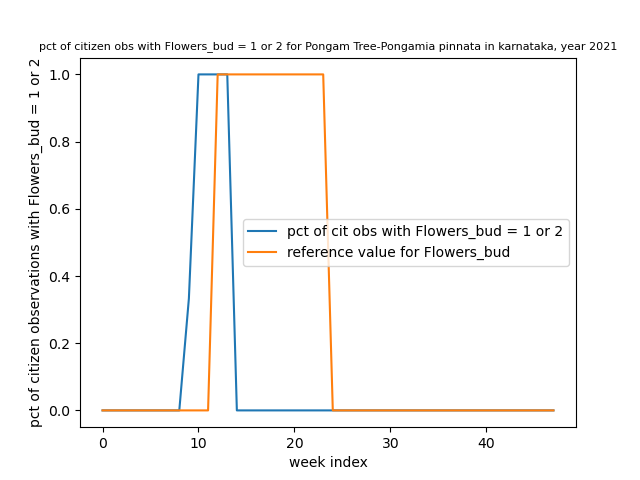 pct of citizen obs with Flowers_bud = 1 or 2 for Pongam Tree-Pongamia pinnata in karnataka, year 2021
pct of citizen observations with Flowers_bud = 1 or 2
1.0
0.8
0.6
0.4
0.2
0.0
pct of cit obs with Flowers_bud = 1 or 2
reference value for Flowers_bud
0 10 20 30 40
week index